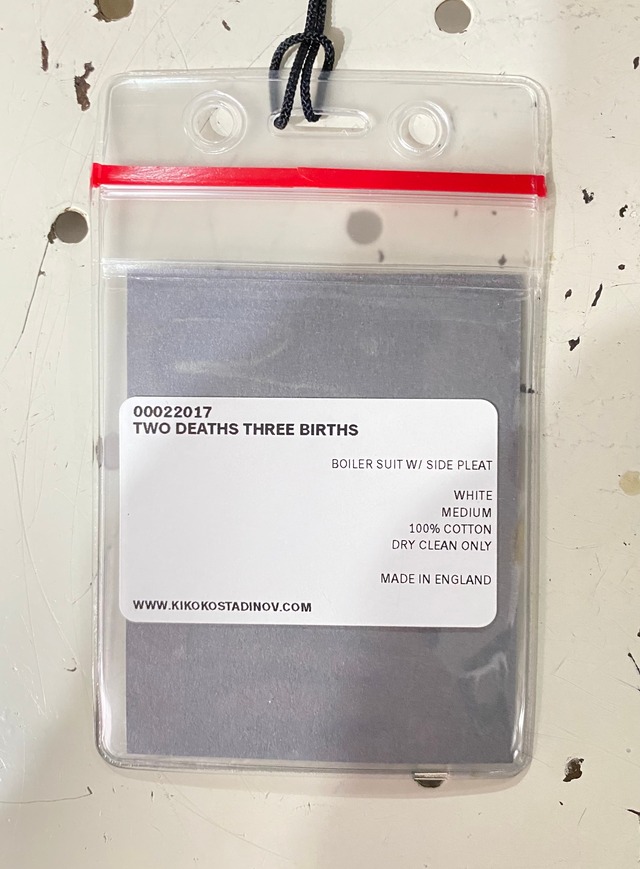 00022017
TWO DEATHS THREE BIRTHS
BOILER SUIT W/ SIDE PLEAT
WHITE
MEDIUM
100% COTTON
DRY CLEAN ONLY
MADE IN ENGLAND
WWW.KIKOKOSTADINOV.COM